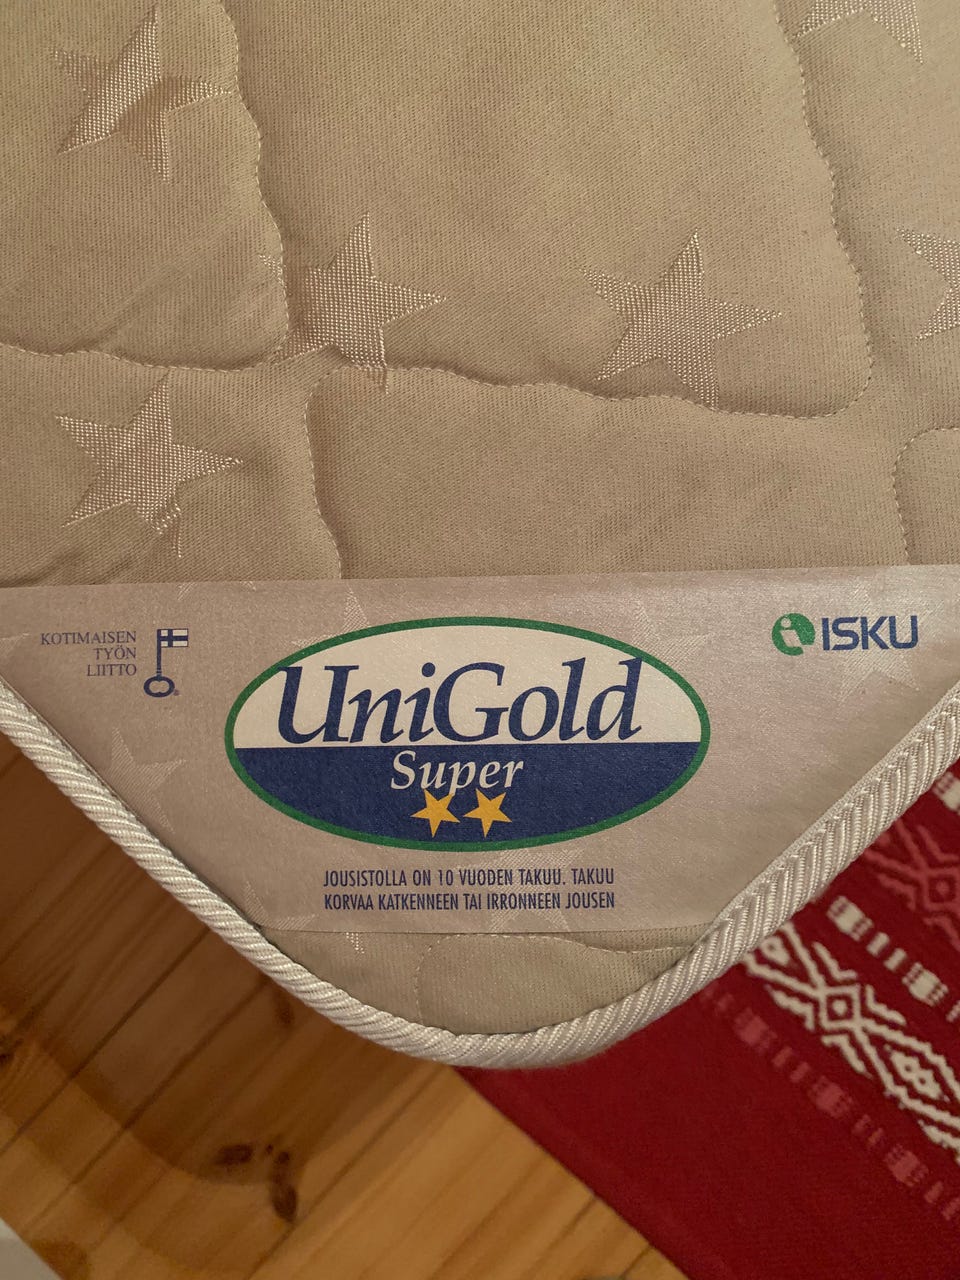 KOTIMAISEN
TYÖN
LIITTO
ISKU
UniGold
Super
JOUSISTOLLA ON 10 VUODEN TAKUU. TAKUU
KORVAA KATKENNEEN TAI IRRONNEEN JOUSEN